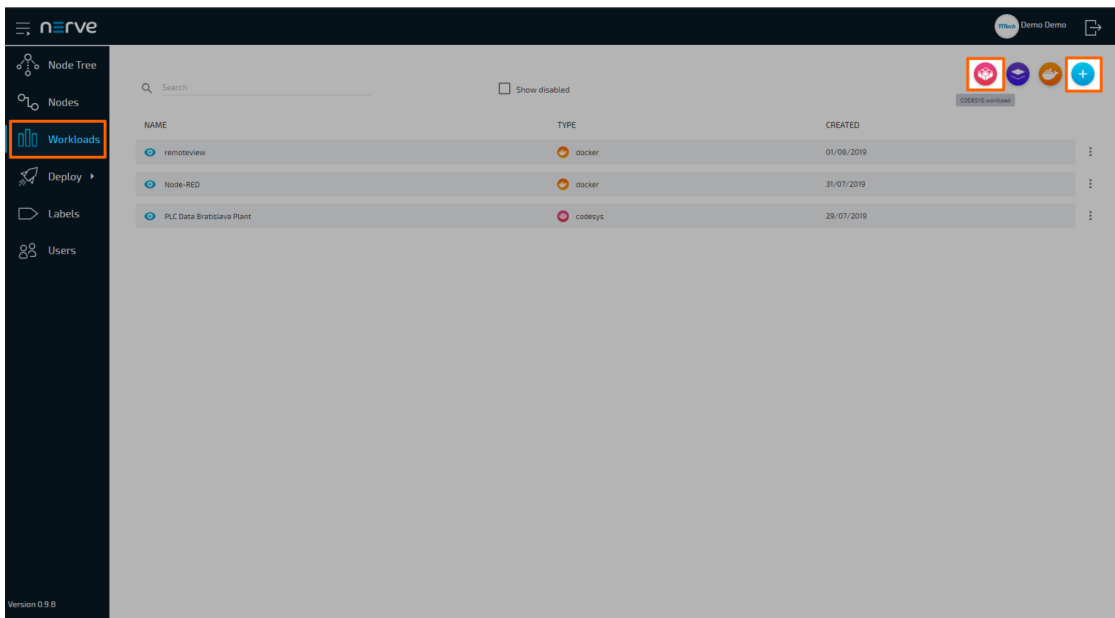 nerve
TTTech
Demo Demo
Node Tree
Nodes
Workloads
Deploy
Labels
Users
Version 0.9.8
Search
Show disabled
CODESYS workload
NAME TYPE CREATED
remoteview docker 01/08/2019
Node-RED docker 31/07/2019
PLC Data Bratislava Plant codesys 29/07/2019